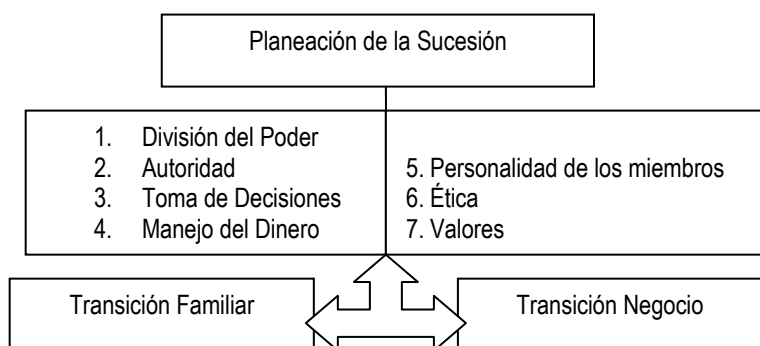 Planeación de la Sucesión
1. División del Poder
2. Autoridad
3. Toma de Decisiones
4. Manejo del Dinero
5. Personalidad de los miembros
6. Ética
7. Valores
Transición Familiar
Transición Negocio